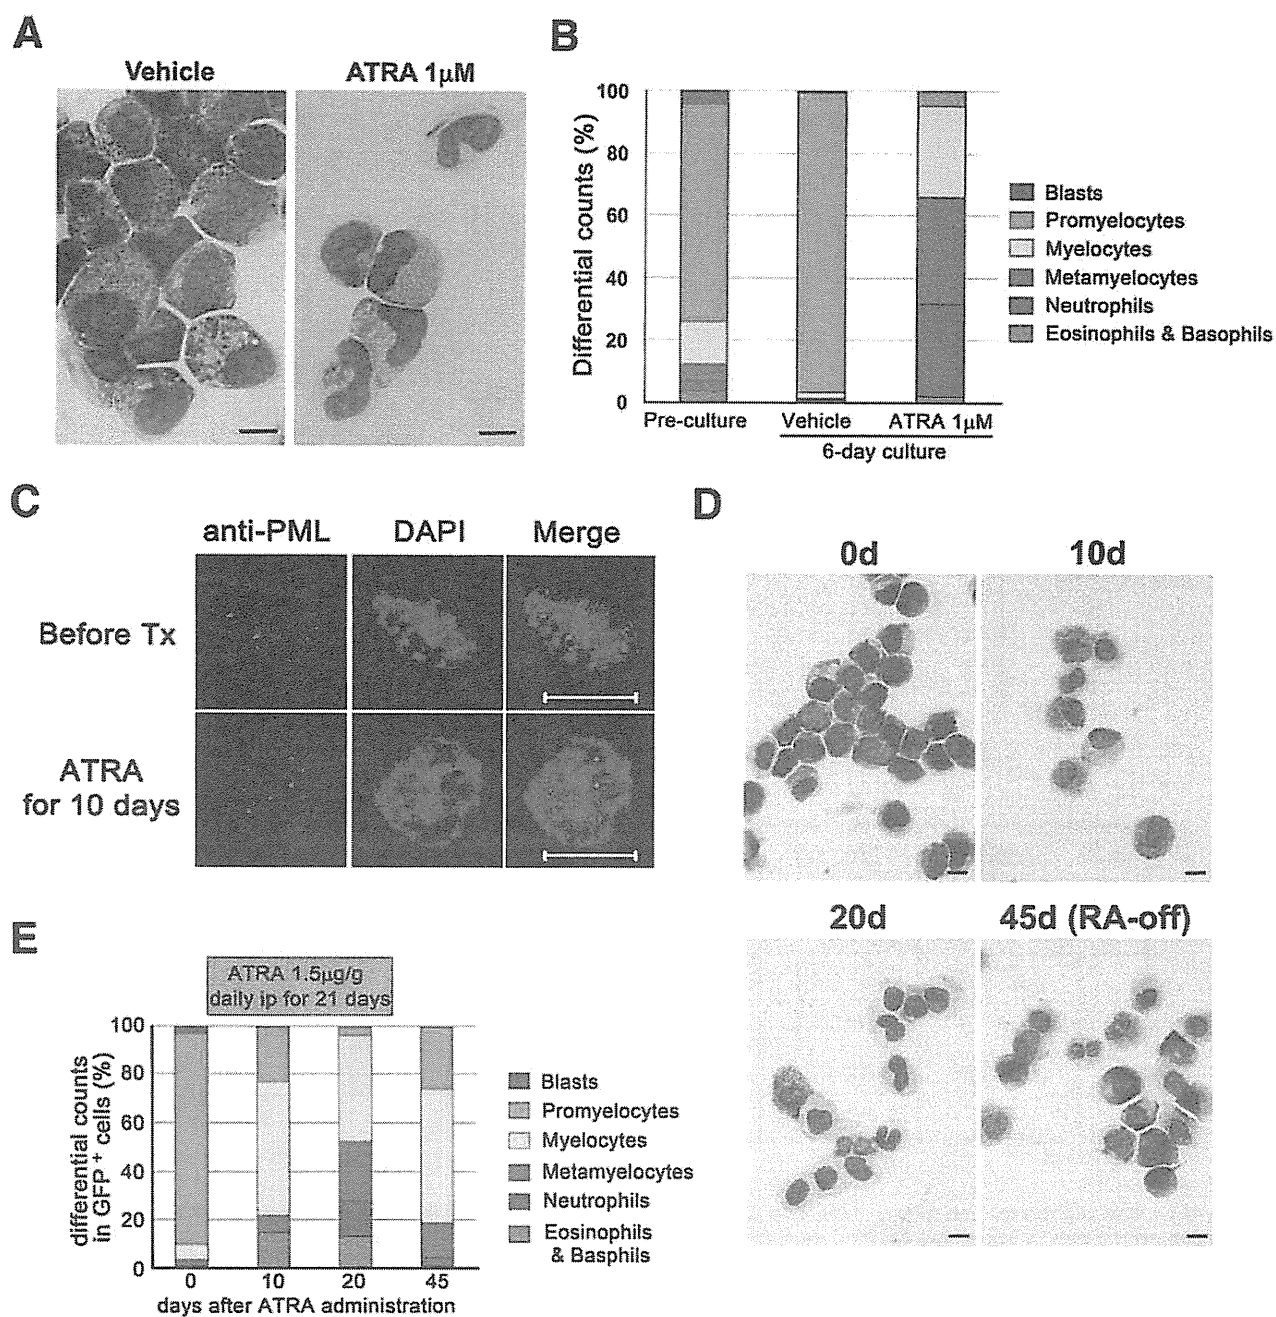 A
Vehicle
ATRA 1μM
B
Differential counts (%)
100
80
60
40
20
0
Pre-culture
Vehicle
ATRA 1μM
6-day culture
Blasts
Promyelocytes
Myelocytes
Metamyelocytes
Neutrophils
Eosinophils & Basophils
C
anti-PML
DAPI
Merge
Before Tx
ATRA
for 10 days
D
0d
10d
20d
45d (RA-off)
E
ATRA 1.5μg/g
daily ip for 21 days
differential counts
in GFP⁺ cells (%)
100
80
60
40
20
0
0
10
20
45
days after ATRA administration
Blasts
Promyelocytes
Myelocytes
Metamyelocytes
Neutrophils
Eosinophils
& Basphils